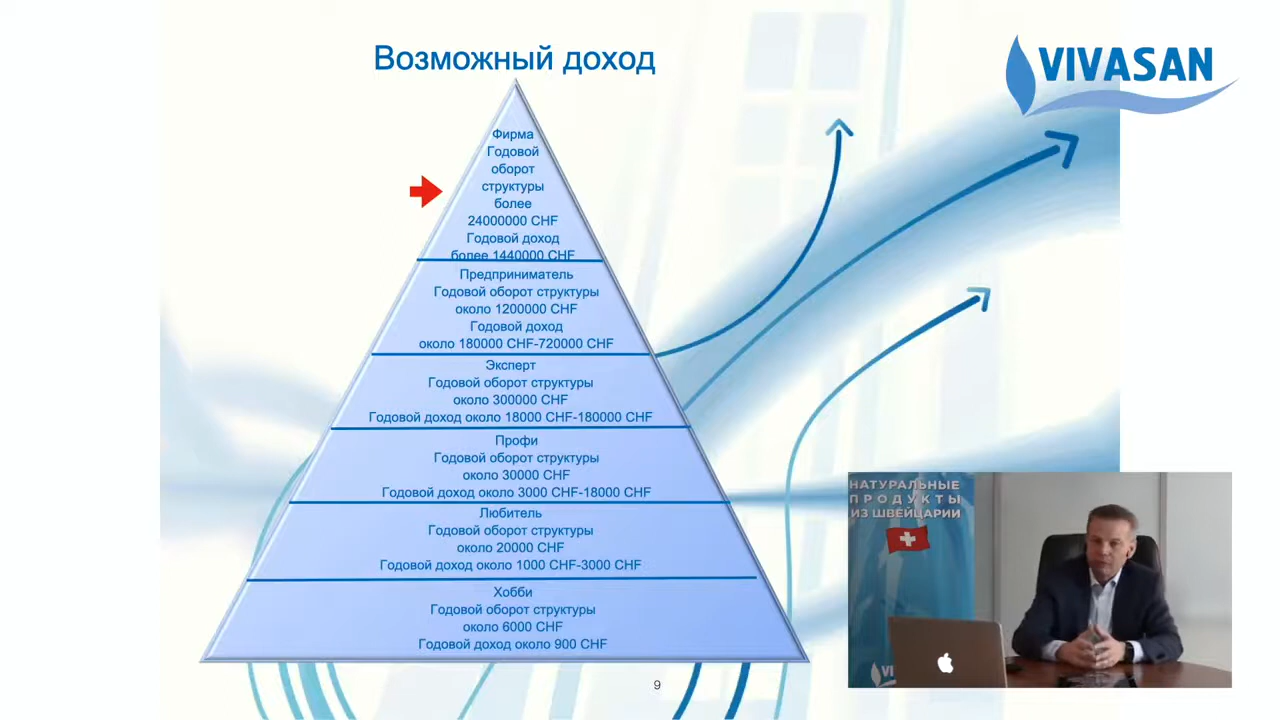 Возможный доход
VIVASAN
Фирма
Годовой
оборот
структуры
более
24000000 CHF
Годовой доход
более 1440000 CHF
Предприниматель
Годовой оборот структуры
около 1200000 CHF
Годовой доход
около 180000 CHF-720000 CHF
Эксперт
Годовой оборот структуры
около 300000 CHF
Годовой доход около 18000 CHF-180000 CHF
Профи
Годовой оборот структуры
около 30000 CHF
Годовой доход около 3000 CHF-18000 CHF
Любитель
Годовой оборот структуры
около 20000 CHF
Годовой доход около 1000 CHF-3000 CHF
Хобби
Годовой оборот структуры
около 6000 CHF
Годовой доход около 900 CHF
9
НАТУРАЛЬНЫЕ
ПРОДУКТЫ
ИЗ ШВЕЙЦАРИИ
VI